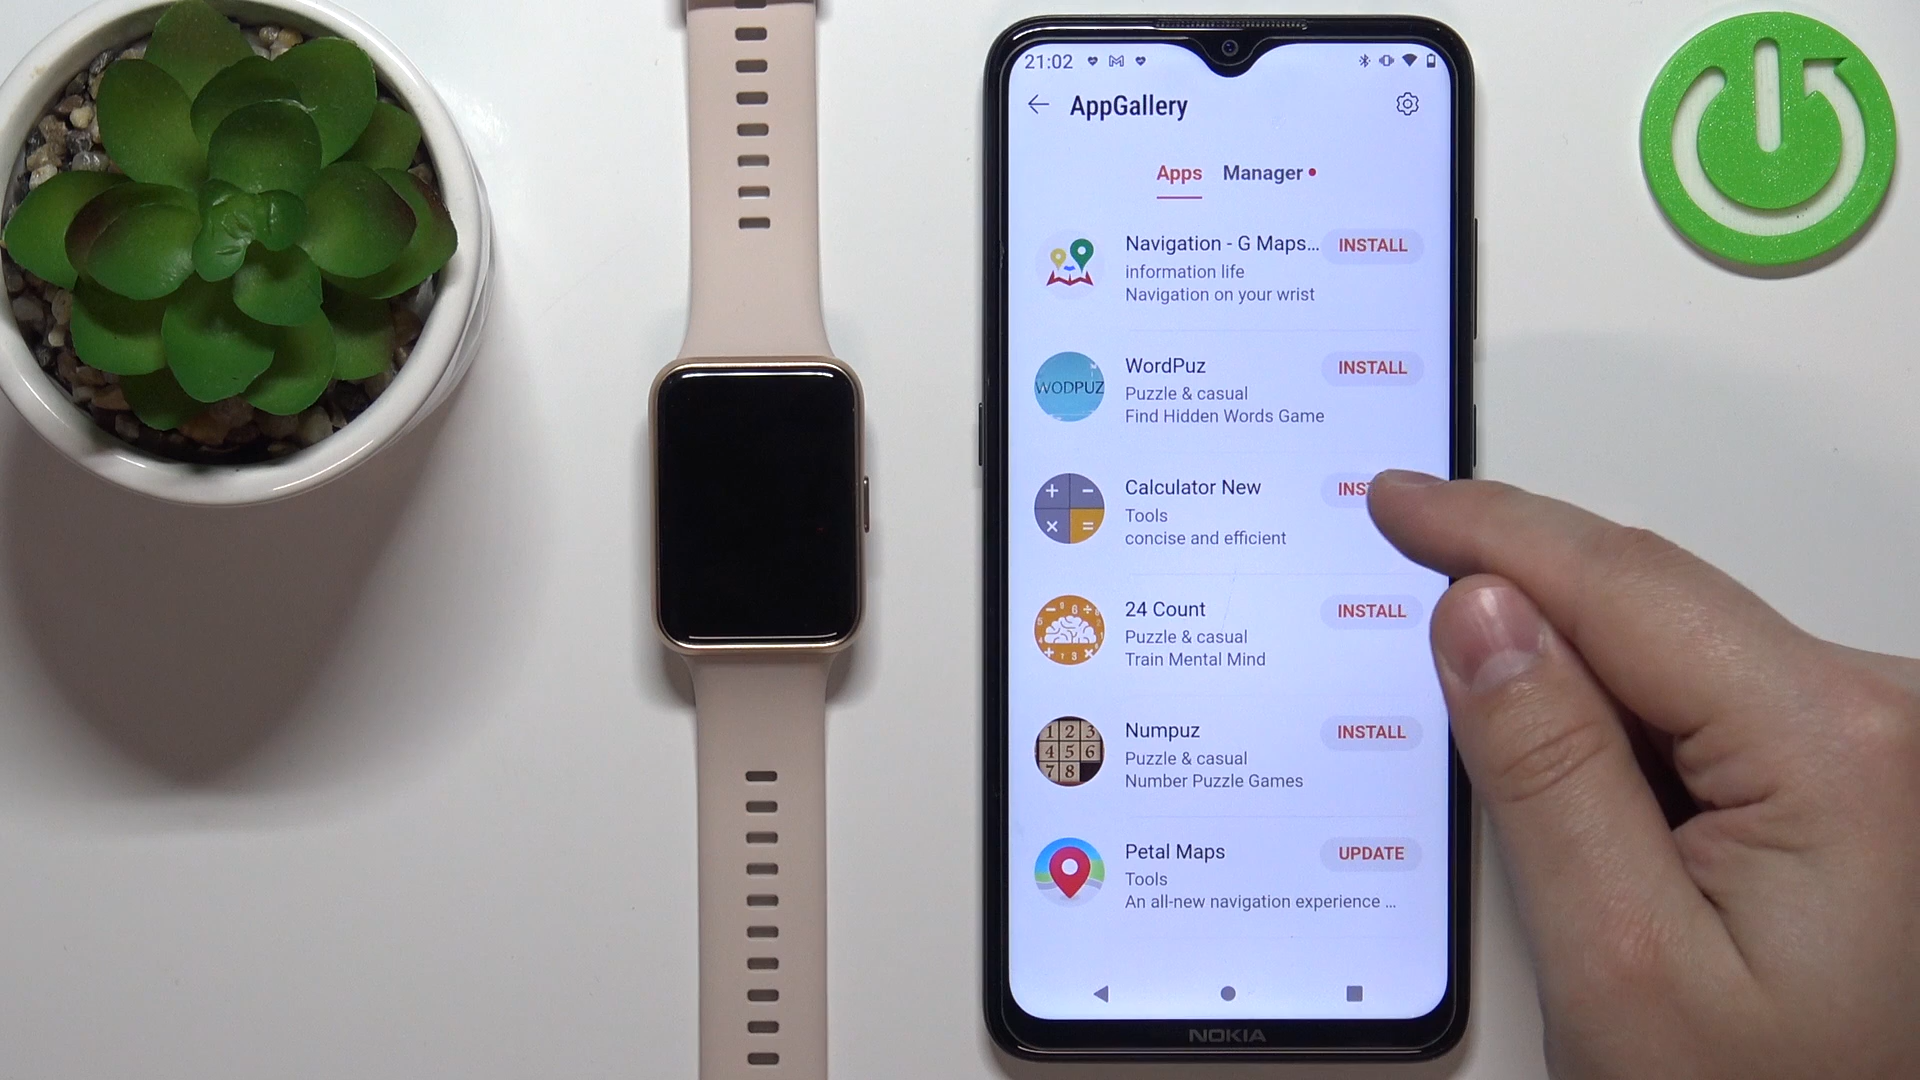 21:02
AppGallery
Apps Manager
Navigation - G Maps... INSTALL
information life
Navigation on your wrist
WODPUZ
WordPuz INSTALL
Puzzle & casual
Find Hidden Words Game
Calculator New
Tools
concise and efficient
24 Count INSTALL
Puzzle & casual
Train Mental Mind
Numpuz INSTALL
1 2 3
4 5 6
7 8
Puzzle & casual
Number Puzzle Games
Petal Maps UPDATE
Tools
An all-new navigation experience ...
NOKIA